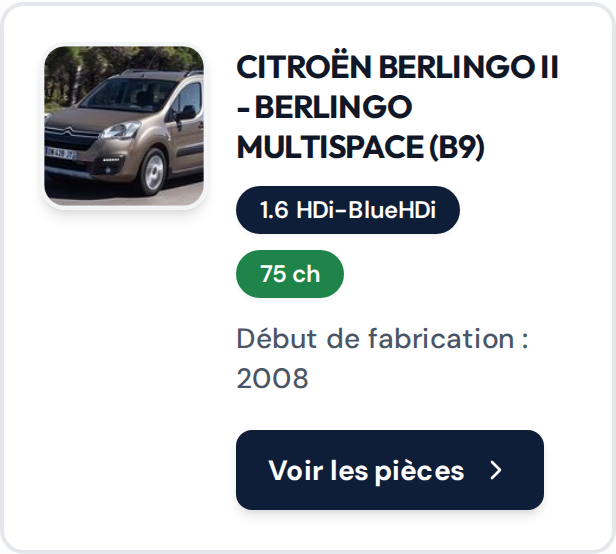 CITROËN BERLINGO II
- BERLINGO
MULTISPACE (B9)
1.6 HDi-BlueHDi
75 ch
Début de fabrication :
2008
Voir les pièces